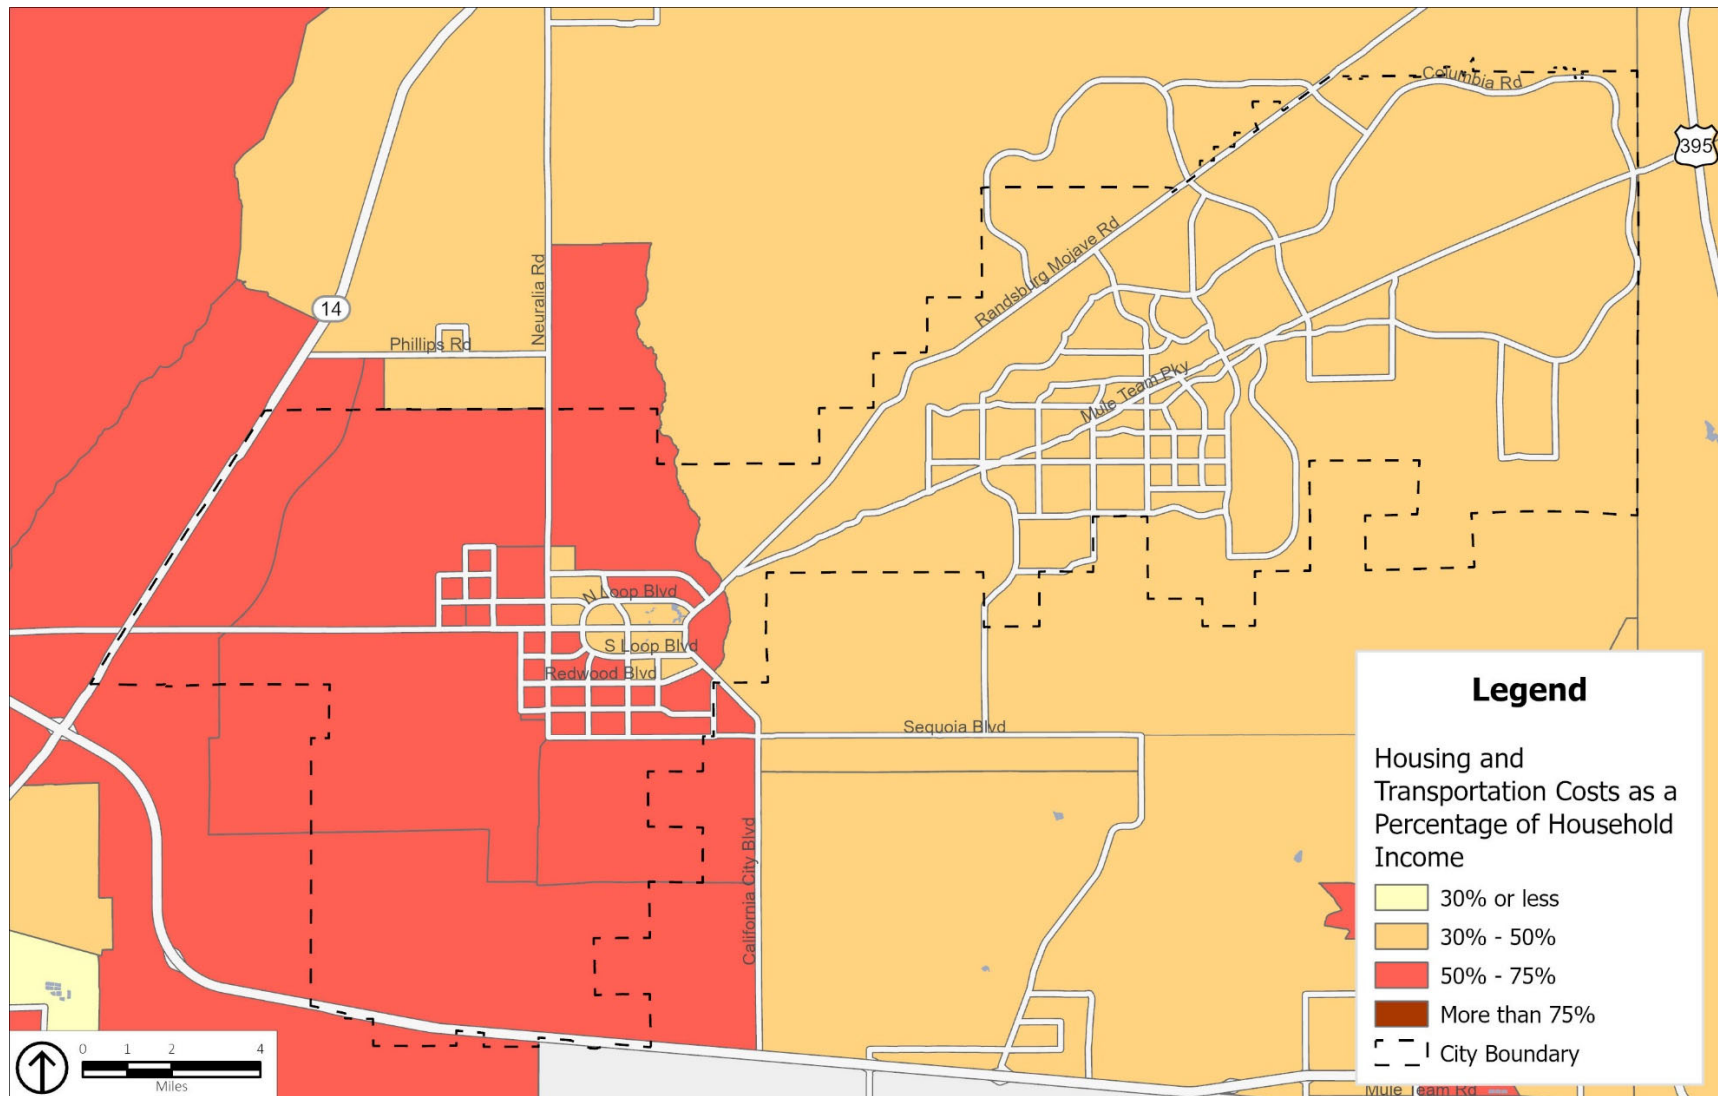 Columbia Rd
395
Randsburg Mojave Rd
Neuralia Rd
14
Phillips Rd
Mule Team Pky
N Loop Blvd
S Loop Blvd
Redwood Blvd
Sequoia Blvd
California City Blvd
Legend
Housing and
Transportation Costs as a
Percentage of Household
Income
30% or less
30% - 50%
50% - 75%
More than 75%
City Boundary
0 1 2 4
Miles
Mule Team Rd